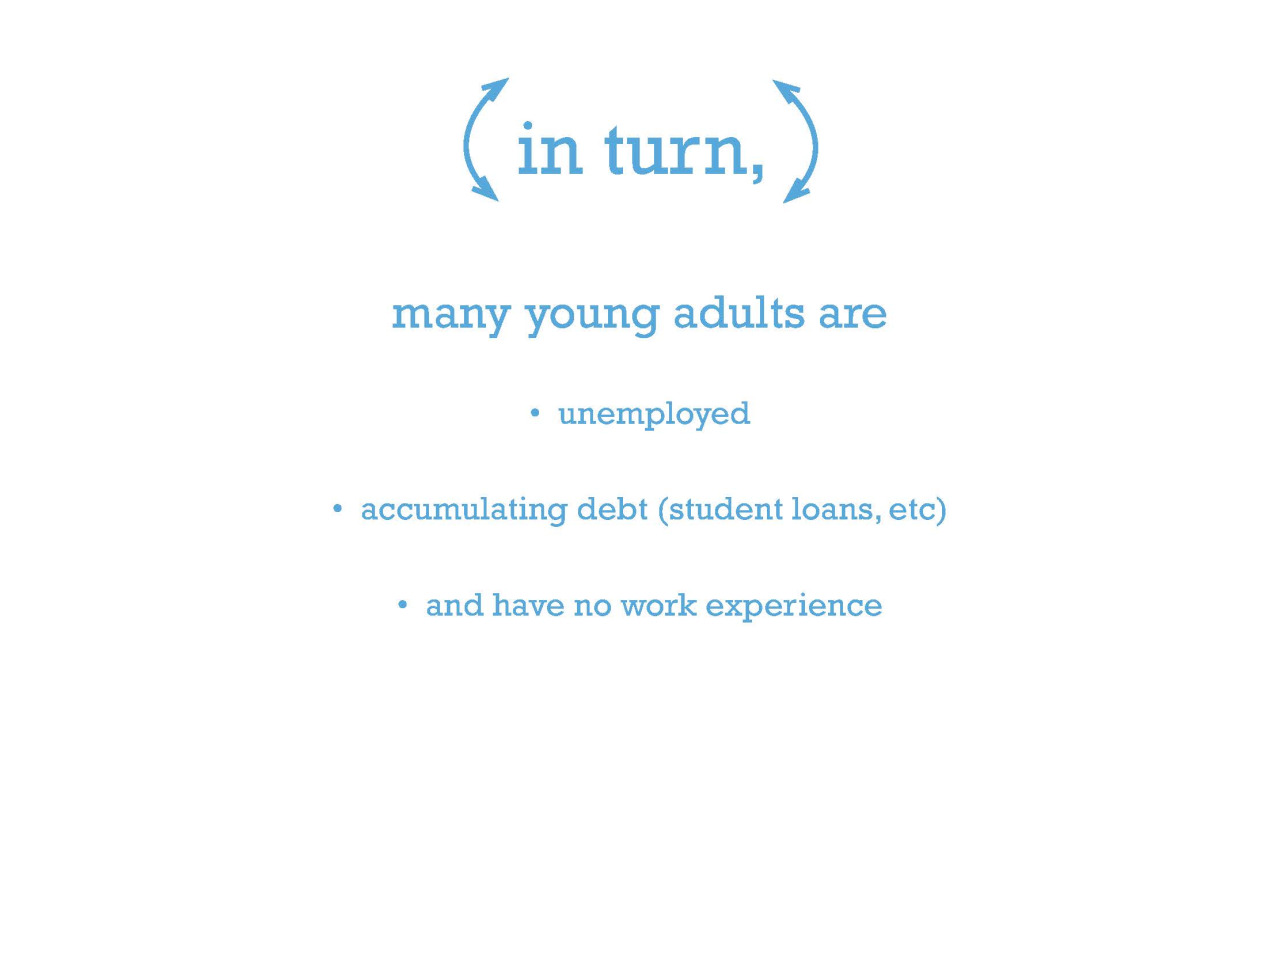 in turn,
many young adults are
• unemployed
• accumulating debt (student loans, etc)
• and have no work experience